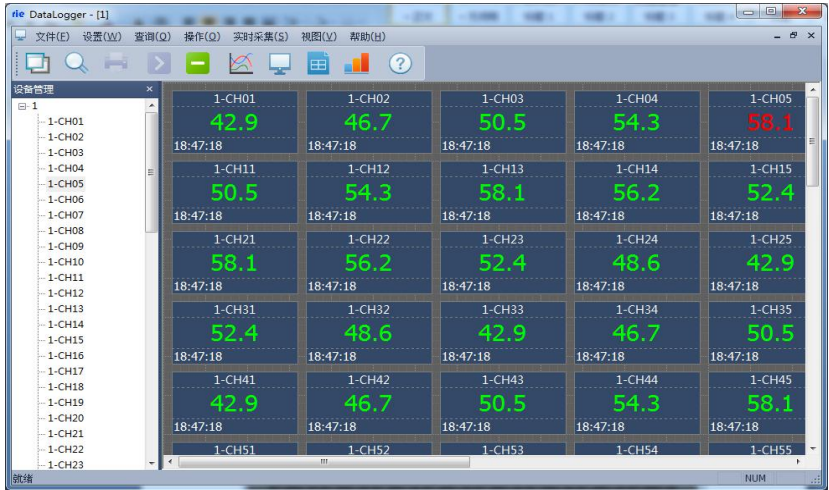 rie DataLogger - [1]
文件(F) 设置(W) 查询(Q) 操作(O) 实时采集(S) 视图(V) 帮助(H)
设备管理
1
1-CH01
1-CH02
1-CH03
1-CH04
1-CH05
1-CH06
1-CH07
1-CH08
1-CH09
1-CH10
1-CH11
1-CH12
1-CH13
1-CH14
1-CH15
1-CH16
1-CH17
1-CH18
1-CH19
1-CH20
1-CH21
1-CH22
1-CH23
1-CH01 1-CH02 1-CH03 1-CH04 1-CH05
42.9 46.7 50.5 54.3 58.1
18:47:18 18:47:18 18:47:18 18:47:18 18:47:18
1-CH11 1-CH12 1-CH13 1-CH14 1-CH15
50.5 54.3 58.1 56.2 52.4
18:47:18 18:47:18 18:47:18 18:47:18 18:47:18
1-CH21 1-CH22 1-CH23 1-CH24 1-CH25
58.1 56.2 52.4 48.6 42.9
18:47:18 18:47:18 18:47:18 18:47:18 18:47:18
1-CH31 1-CH32 1-CH33 1-CH34 1-CH35
52.4 48.6 42.9 46.7 50.5
18:47:18 18:47:18 18:47:18 18:47:18 18:47:18
1-CH41 1-CH42 1-CH43 1-CH44 1-CH45
42.9 46.7 50.5 54.3 58.1
18:47:18 18:47:18 18:47:18 18:47:18 18:47:18
1-CH51 1-CH52 1-CH53 1-CH54 1-CH55
就绪 NUM